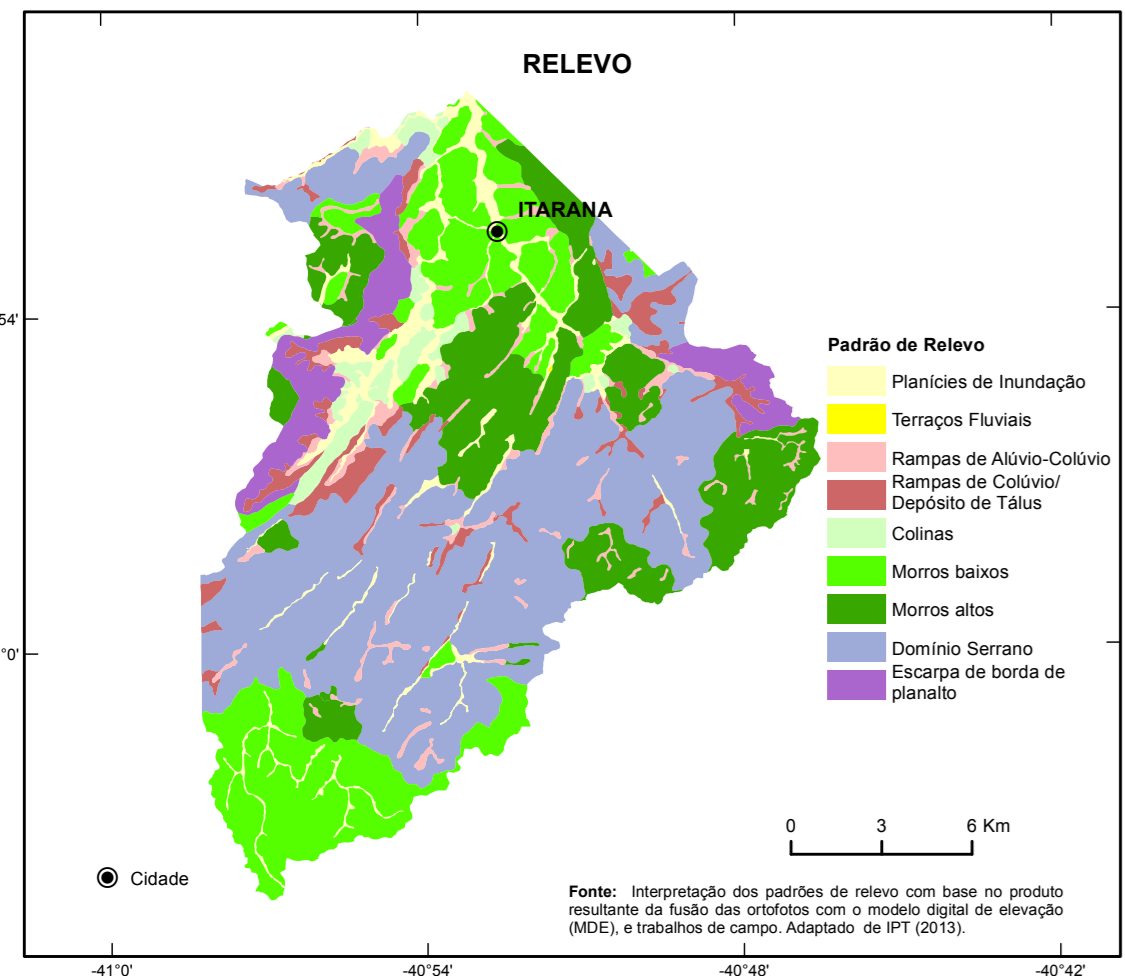 RELEVO
ITARANA
54'
°0'
Padrão de Relevo
Planícies de Inundação
Terraços Fluviais
Rampas de Alúvio-Colúvio
Rampas de Colúvio/
Depósito de Tálus
Colinas
Morros baixos
Morros altos
Domínio Serrano
Escarpa de borda de
planalto
0 3 6 Km
Cidade
Fonte: Interpretação dos padrões de relevo com base no produto
resultante da fusão das ortofotos com o modelo digital de elevação
(MDE), e trabalhos de campo. Adaptado de IPT (2013).
-41°0' -40°54' -40°48' -40°42'